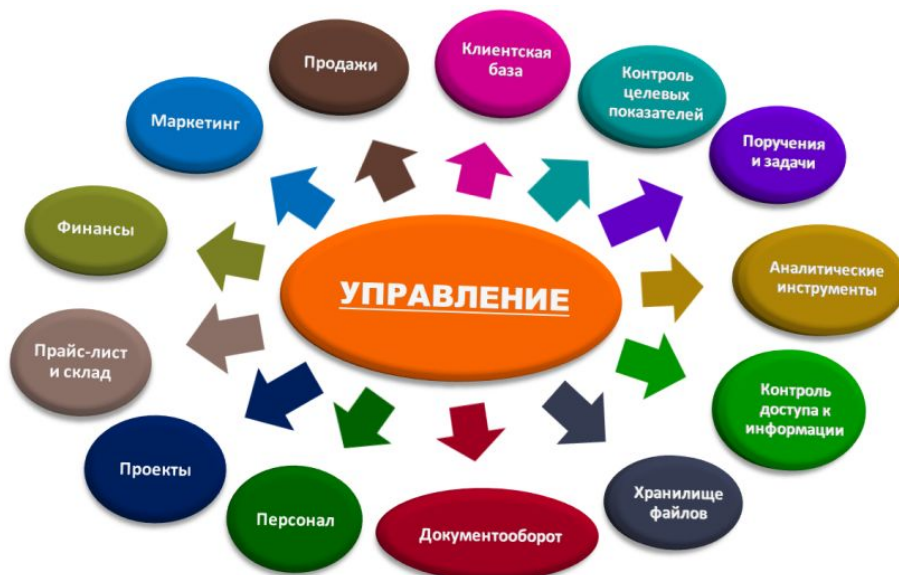 Продажи
Клиентская
база
Контроль
целевых
показателей
Маркетинг
Поручения
и задачи
Финансы
УПРАВЛЕНИЕ
Аналитические
инструменты
Прайс-лист
и склад
Контроль
доступа к
информации
Проекты
Персонал
Документооборот
Хранилище
файлов